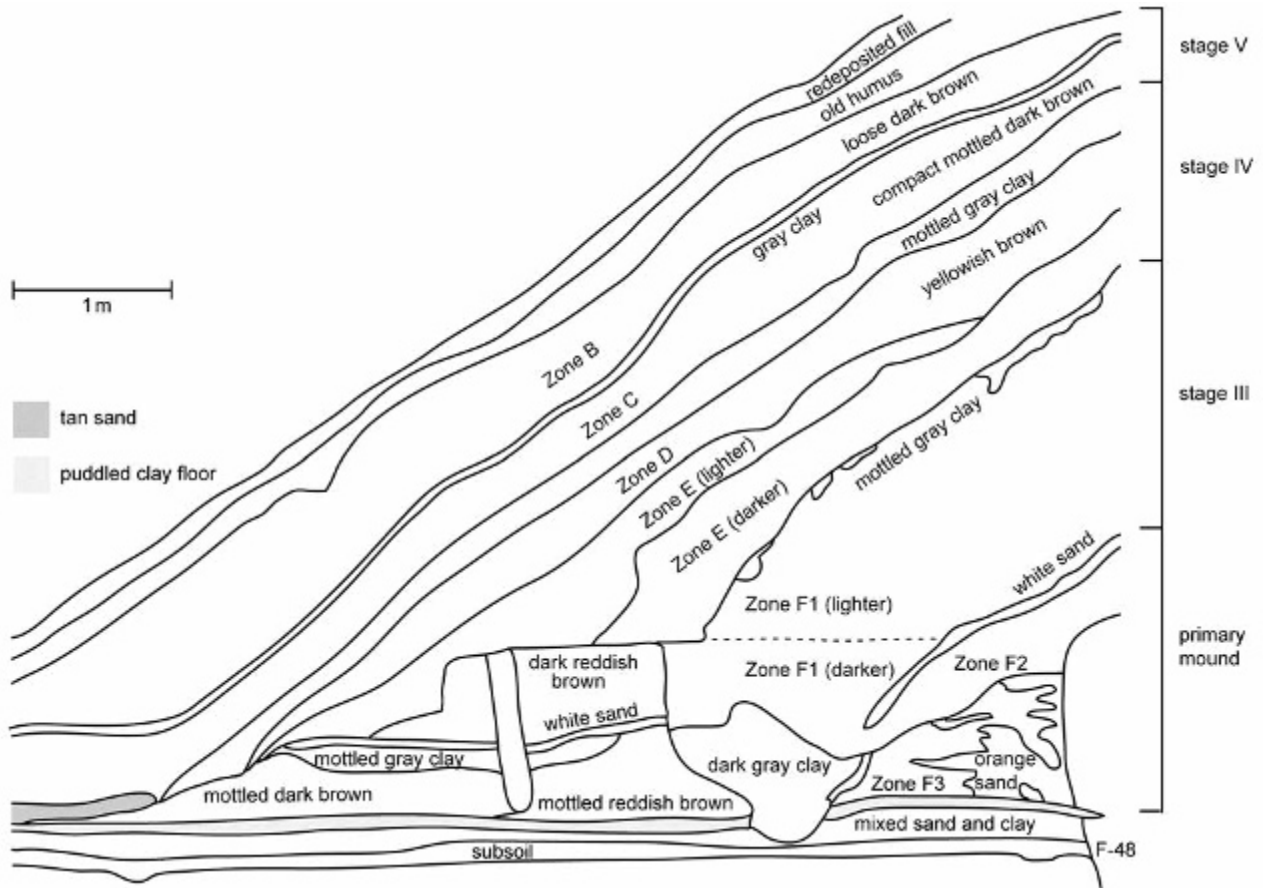 redeposited fill
stage V
old humus
loose dark brown
compact mottled dark brown
stage IV
gray clay
mottled gray clay
yellowish brown
1 m
Zone B
Zone C
stage III
tan sand
mottled gray clay
Zone D
puddled clay floor
Zone E (lighter)
Zone E (darker)
white sand
Zone F1 (lighter)
primary
mound
dark reddish
brown
Zone F1 (darker)
Zone F2
white sand
mottled gray clay
dark gray clay
orange
sand
Zone F3
mottled dark brown
mottled reddish brown
mixed sand and clay
subsoil
F-48